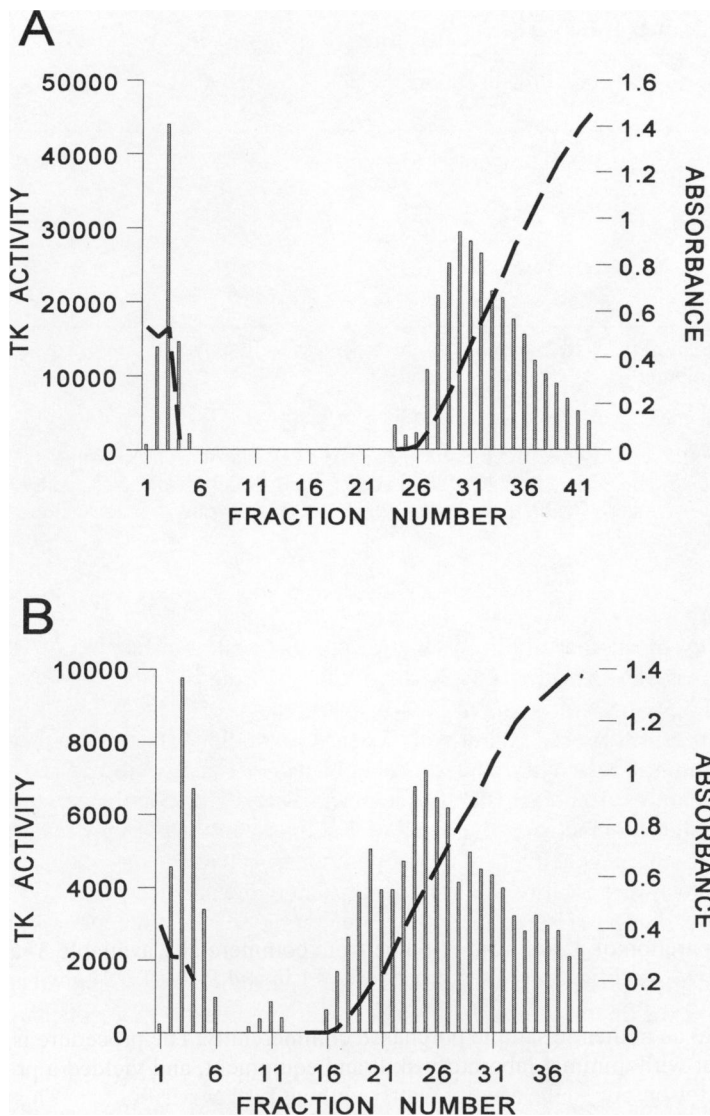 A
50000
40000
30000
20000
10000
0
TK ACTIVITY
1.6
1.4
1.2
1
0.8
0.6
0.4
0.2
0
ABSORBANCE
1 6 11 16 21 26 31 36 41
FRACTION NUMBER
B
10000
8000
6000
4000
2000
0
TK ACTIVITY
1.4
1.2
1
0.8
0.6
0.4
0.2
0
ABSORBANCE
1 6 11 16 21 26 31 36
FRACTION NUMBER